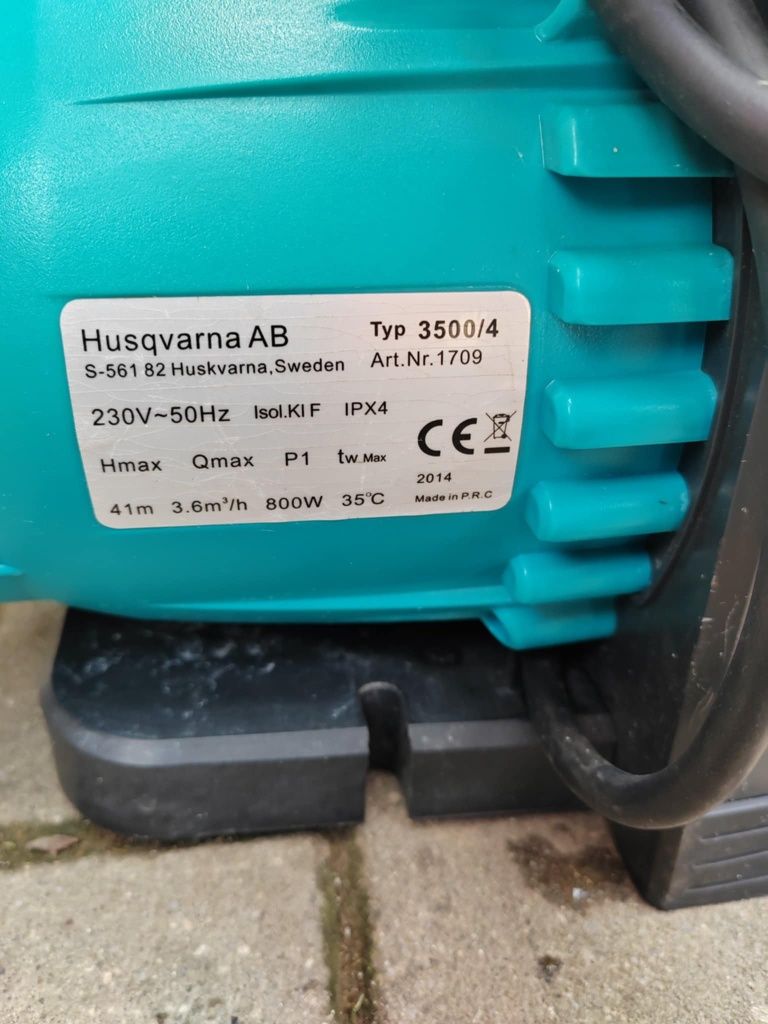 Husqvarna AB
Typ 3500/4
S-561 82 Huskvarna,Sweden
Art.Nr.1709
230V~50Hz Isol.Kl F IPX4
CE
Hmax Qmax P1 tw Max
41m 3.6m³/h 800W 35°C
2014
Made in P.R.C